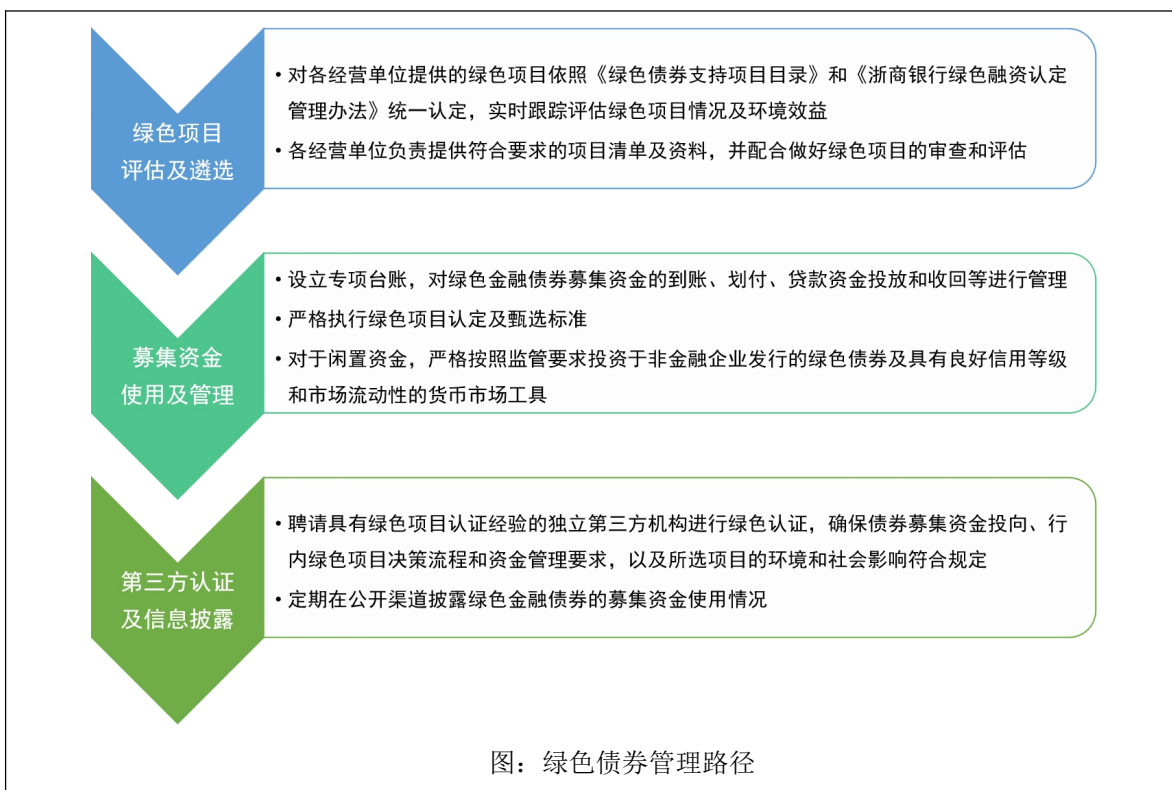 绿色项目
评估及遴选
• 对各经营单位提供的绿色项目依照《绿色债券支持项目目录》和《浙商银行绿色融资认定
管理办法》统一认定，实时跟踪评估绿色项目情况及环境效益
• 各经营单位负责提供符合要求的项目清单及资料，并配合做好绿色项目的审查和评估
募集资金
使用及管理
• 设立专项台账，对绿色金融债券募集资金的到账、划付、贷款资金投放和收回等进行管理
• 严格执行绿色项目认定及甄选标准
• 对于闲置资金，严格按照监管要求投资于非金融企业发行的绿色债券及具有良好信用等级
和市场流动性的货币市场工具
第三方认证
及信息披露
• 聘请具有绿色项目认证经验的独立第三方机构进行绿色认证，确保债券募集资金投向、行
内绿色项目决策流程和资金管理要求，以及所选项目的环境和社会影响符合规定
• 定期在公开渠道披露绿色金融债券的募集资金使用情况
图：绿色债券管理路径